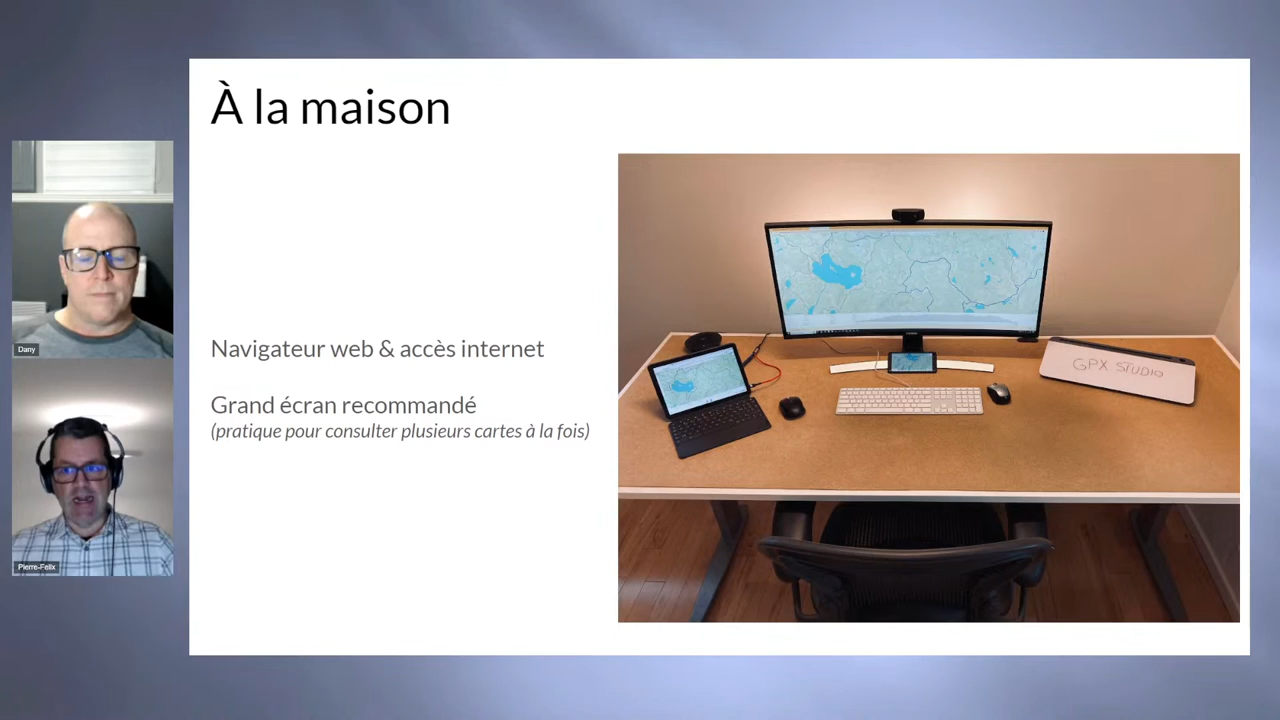 À la maison
Dany
Navigateur web & accès internet
Grand écran recommandé
(pratique pour consulter plusieurs cartes à la fois)
GPX. STUDIO
Pierre-Felix